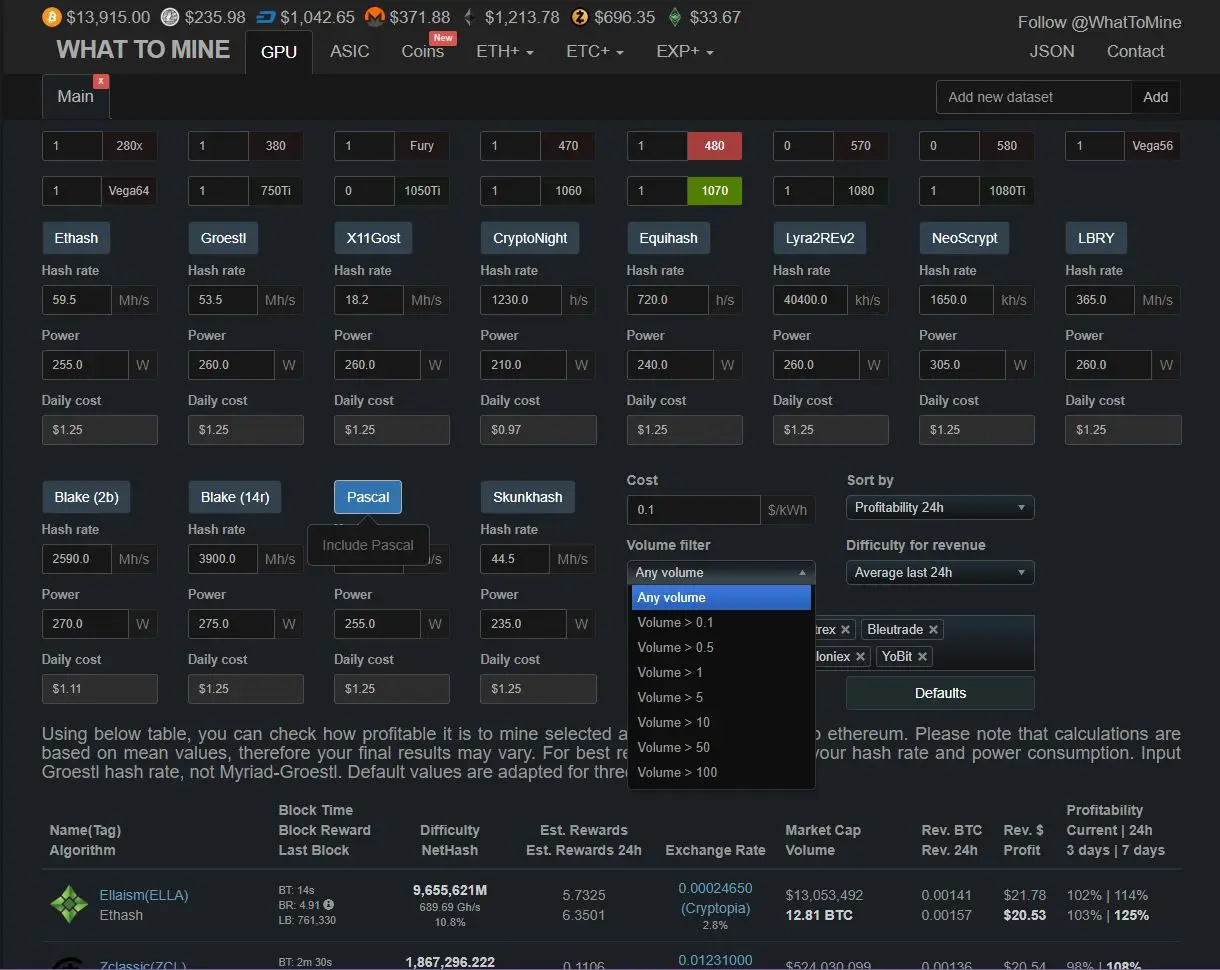 $13,915.00 $235.98 $1,042.65 $371.88 $1,213.78 $696.35 $33.67
Follow @WhatToMine
WHAT TO MINE GPU ASIC Coins New ETH+ ETC+ EXP+ JSON Contact
Main x Add new dataset Add
1 280x 1 380 1 Fury 1 470 1 480 0 570 0 580 1 Vega56
1 Vega64 1 750Ti 0 1050Ti 1 1060 1 1070 1 1080 1 1080Ti
Ethash Groestl X11Gost CryptoNight Equihash Lyra2REv2 NeoScrypt LBRY
Hash rate Hash rate Hash rate Hash rate Hash rate Hash rate Hash rate Hash rate
59.5 Mh/s 53.5 Mh/s 18.2 Mh/s 1230.0 h/s 720.0 h/s 40400.0 kh/s 1650.0 kh/s 365.0 Mh/s
Power Power Power Power Power Power Power Power
255.0 W 260.0 W 260.0 W 210.0 W 240.0 W 260.0 W 305.0 W 260.0 W
Daily cost Daily cost Daily cost Daily cost Daily cost Daily cost Daily cost Daily cost
$1.25 $1.25 $1.25 $0.97 $1.25 $1.25 $1.25 $1.25
Blake (2b) Blake (14r) Pascal Skunkhash
Hash rate Hash rate Hash rate
2590.0 Mh/s 3900.0 Mh/s Include Pascal /s 44.5 Mh/s
Power Power Power Power
270.0 W 275.0 W 255.0 W 235.0 W
Daily cost Daily cost Daily cost Daily cost
$1.11 $1.25 $1.25 $1.25
Cost Sort by
0.1 $/kWh Profitability 24h
Volume filter Difficulty for revenue
Any volume Average last 24h
Any volume
Volume > 0.1
Volume > 0.5
Volume > 1
Volume > 5
Volume > 10
Volume > 50
Volume > 100
trex Bleutrade
loniex YoBit
Defaults
Using below table, you can check how profitable it is to mine selected a o ethereum. Please note that calculations are
based on mean values, therefore your final results may vary. For best re your hash rate and power consumption. Input
Groestl hash rate, not Myriad-Groestl. Default values are adapted for thre
Name(Tag)
Algorithm
Block Time
Block Reward
Last Block
Difficulty
NetHash
Est. Rewards
Est. Rewards 24h
Exchange Rate
Market Cap
Volume
Rev. BTC
Rev. 24h
Rev. $
Profit
Profitability
Current | 24h
3 days | 7 days
Ellaism(ELLA)
Ethash
BT: 14s
BR: 4.91
LB: 761,330
9,655,621M
689.69 Gh/s
10.8%
5.7325
6.3501
0.00024650
(Cryptopia)
2.8%
$13,053,492
12.81 BTC
0.00141
0.00157
$21.78
$20.53
102% | 114%
103% | 125%
Zclassic(ZCL) BT: 2m 30s 1,867,296.222 0.1106 0.01231000 $524,030,099 0.00136 $20.54 98% | 108%